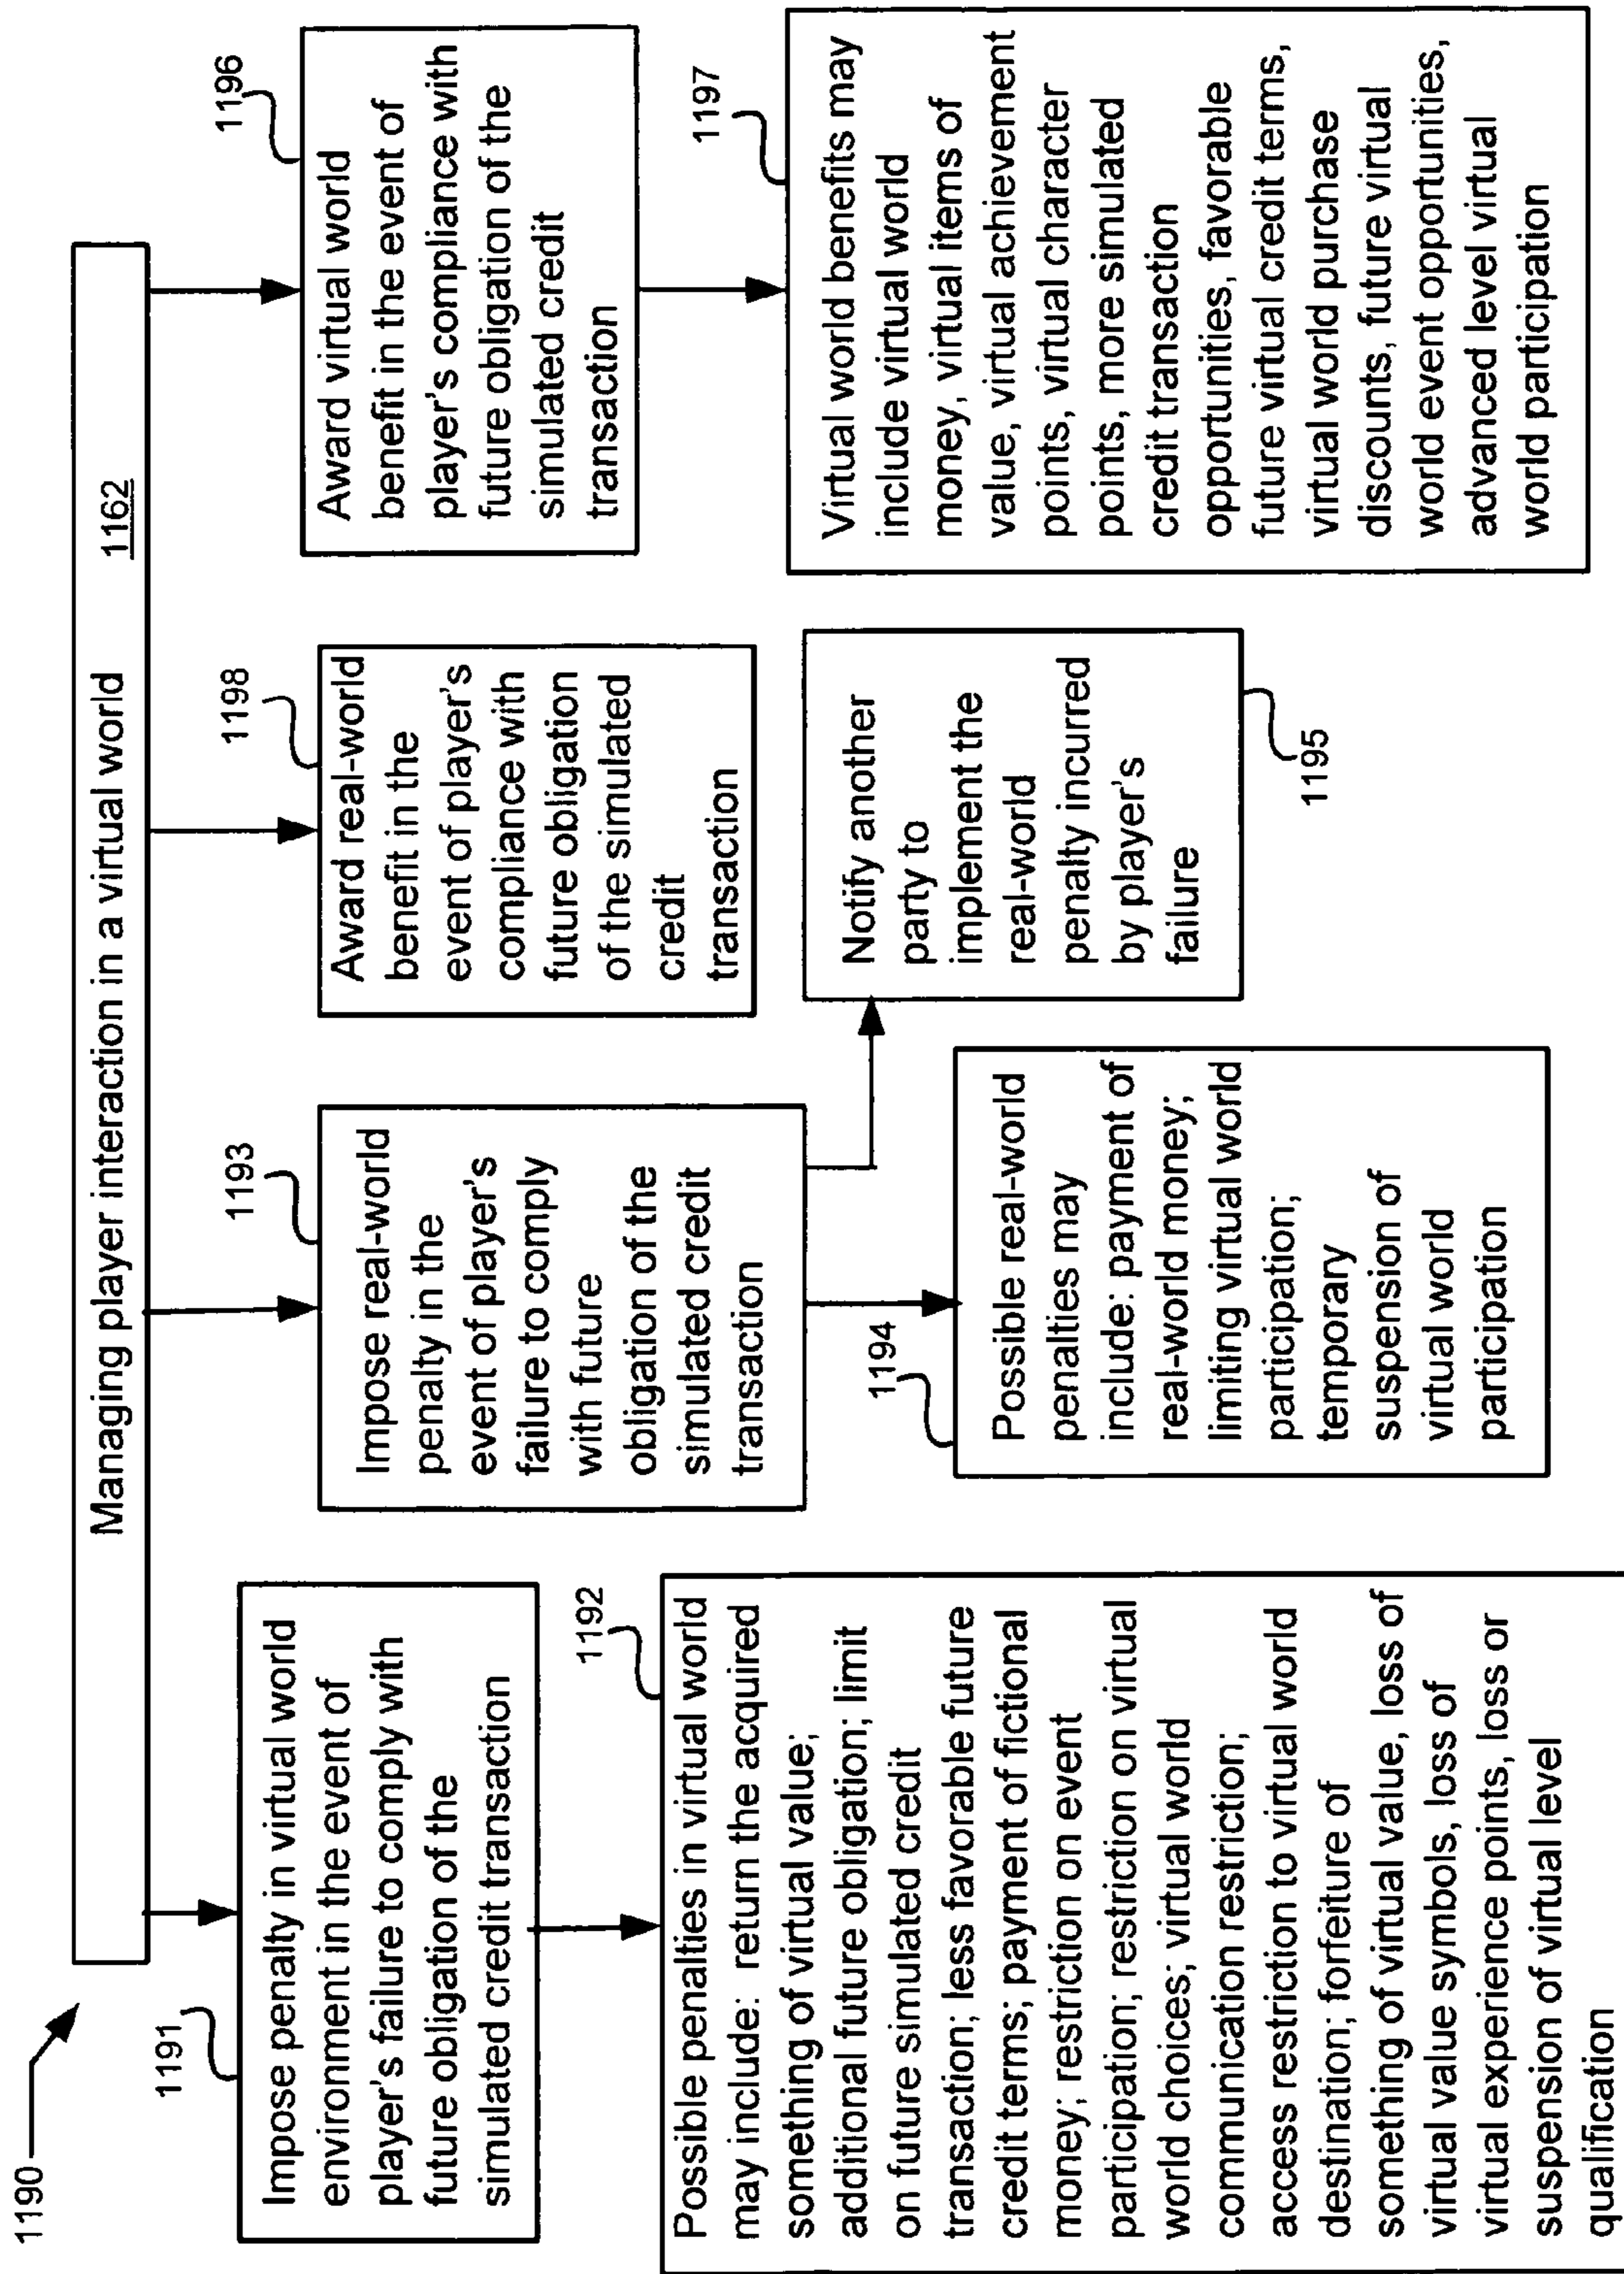 1190
Managing player interaction in a virtual world 1162
1191
Impose penalty in virtual world
environment in the event of
player's failure to comply with
future obligation of the
simulated credit transaction
1192
Possible penalties in virtual world
may include: return the acquired
something of virtual value;
additional future obligation; limit
on future simulated credit
transaction; less favorable future
credit terms; payment of fictional
money; restriction on event
participation; restriction on virtual
world choices; virtual world
communication restriction;
access restriction to virtual world
destination; forfeiture of
something of virtual value, loss of
virtual value symbols, loss of
virtual experience points, loss or
suspension of virtual level
qualification
1193
Impose real-world
penalty in the
event of player's
failure to comply
with future
obligation of the
simulated credit
transaction
1194
Possible real-world
penalties may
include: payment of
real-world money;
limiting virtual world
participation;
temporary
suspension of
virtual world
participation
1198
Award real-world
benefit in the
event of player's
compliance with
future obligation
of the simulated
credit
transaction
Notify another
party to
implement the
real-world
penalty incurred
by player's
failure
1195
1196
Award virtual world
benefit in the event of
player's compliance with
future obligation of the
simulated credit
transaction
1197
Virtual world benefits may
include virtual world
money, virtual items of
value, virtual achievement
points, virtual character
points, more simulated
credit transaction
opportunities, favorable
future virtual credit terms,
virtual world purchase
discounts, future virtual
world event opportunities,
advanced level virtual
world participation